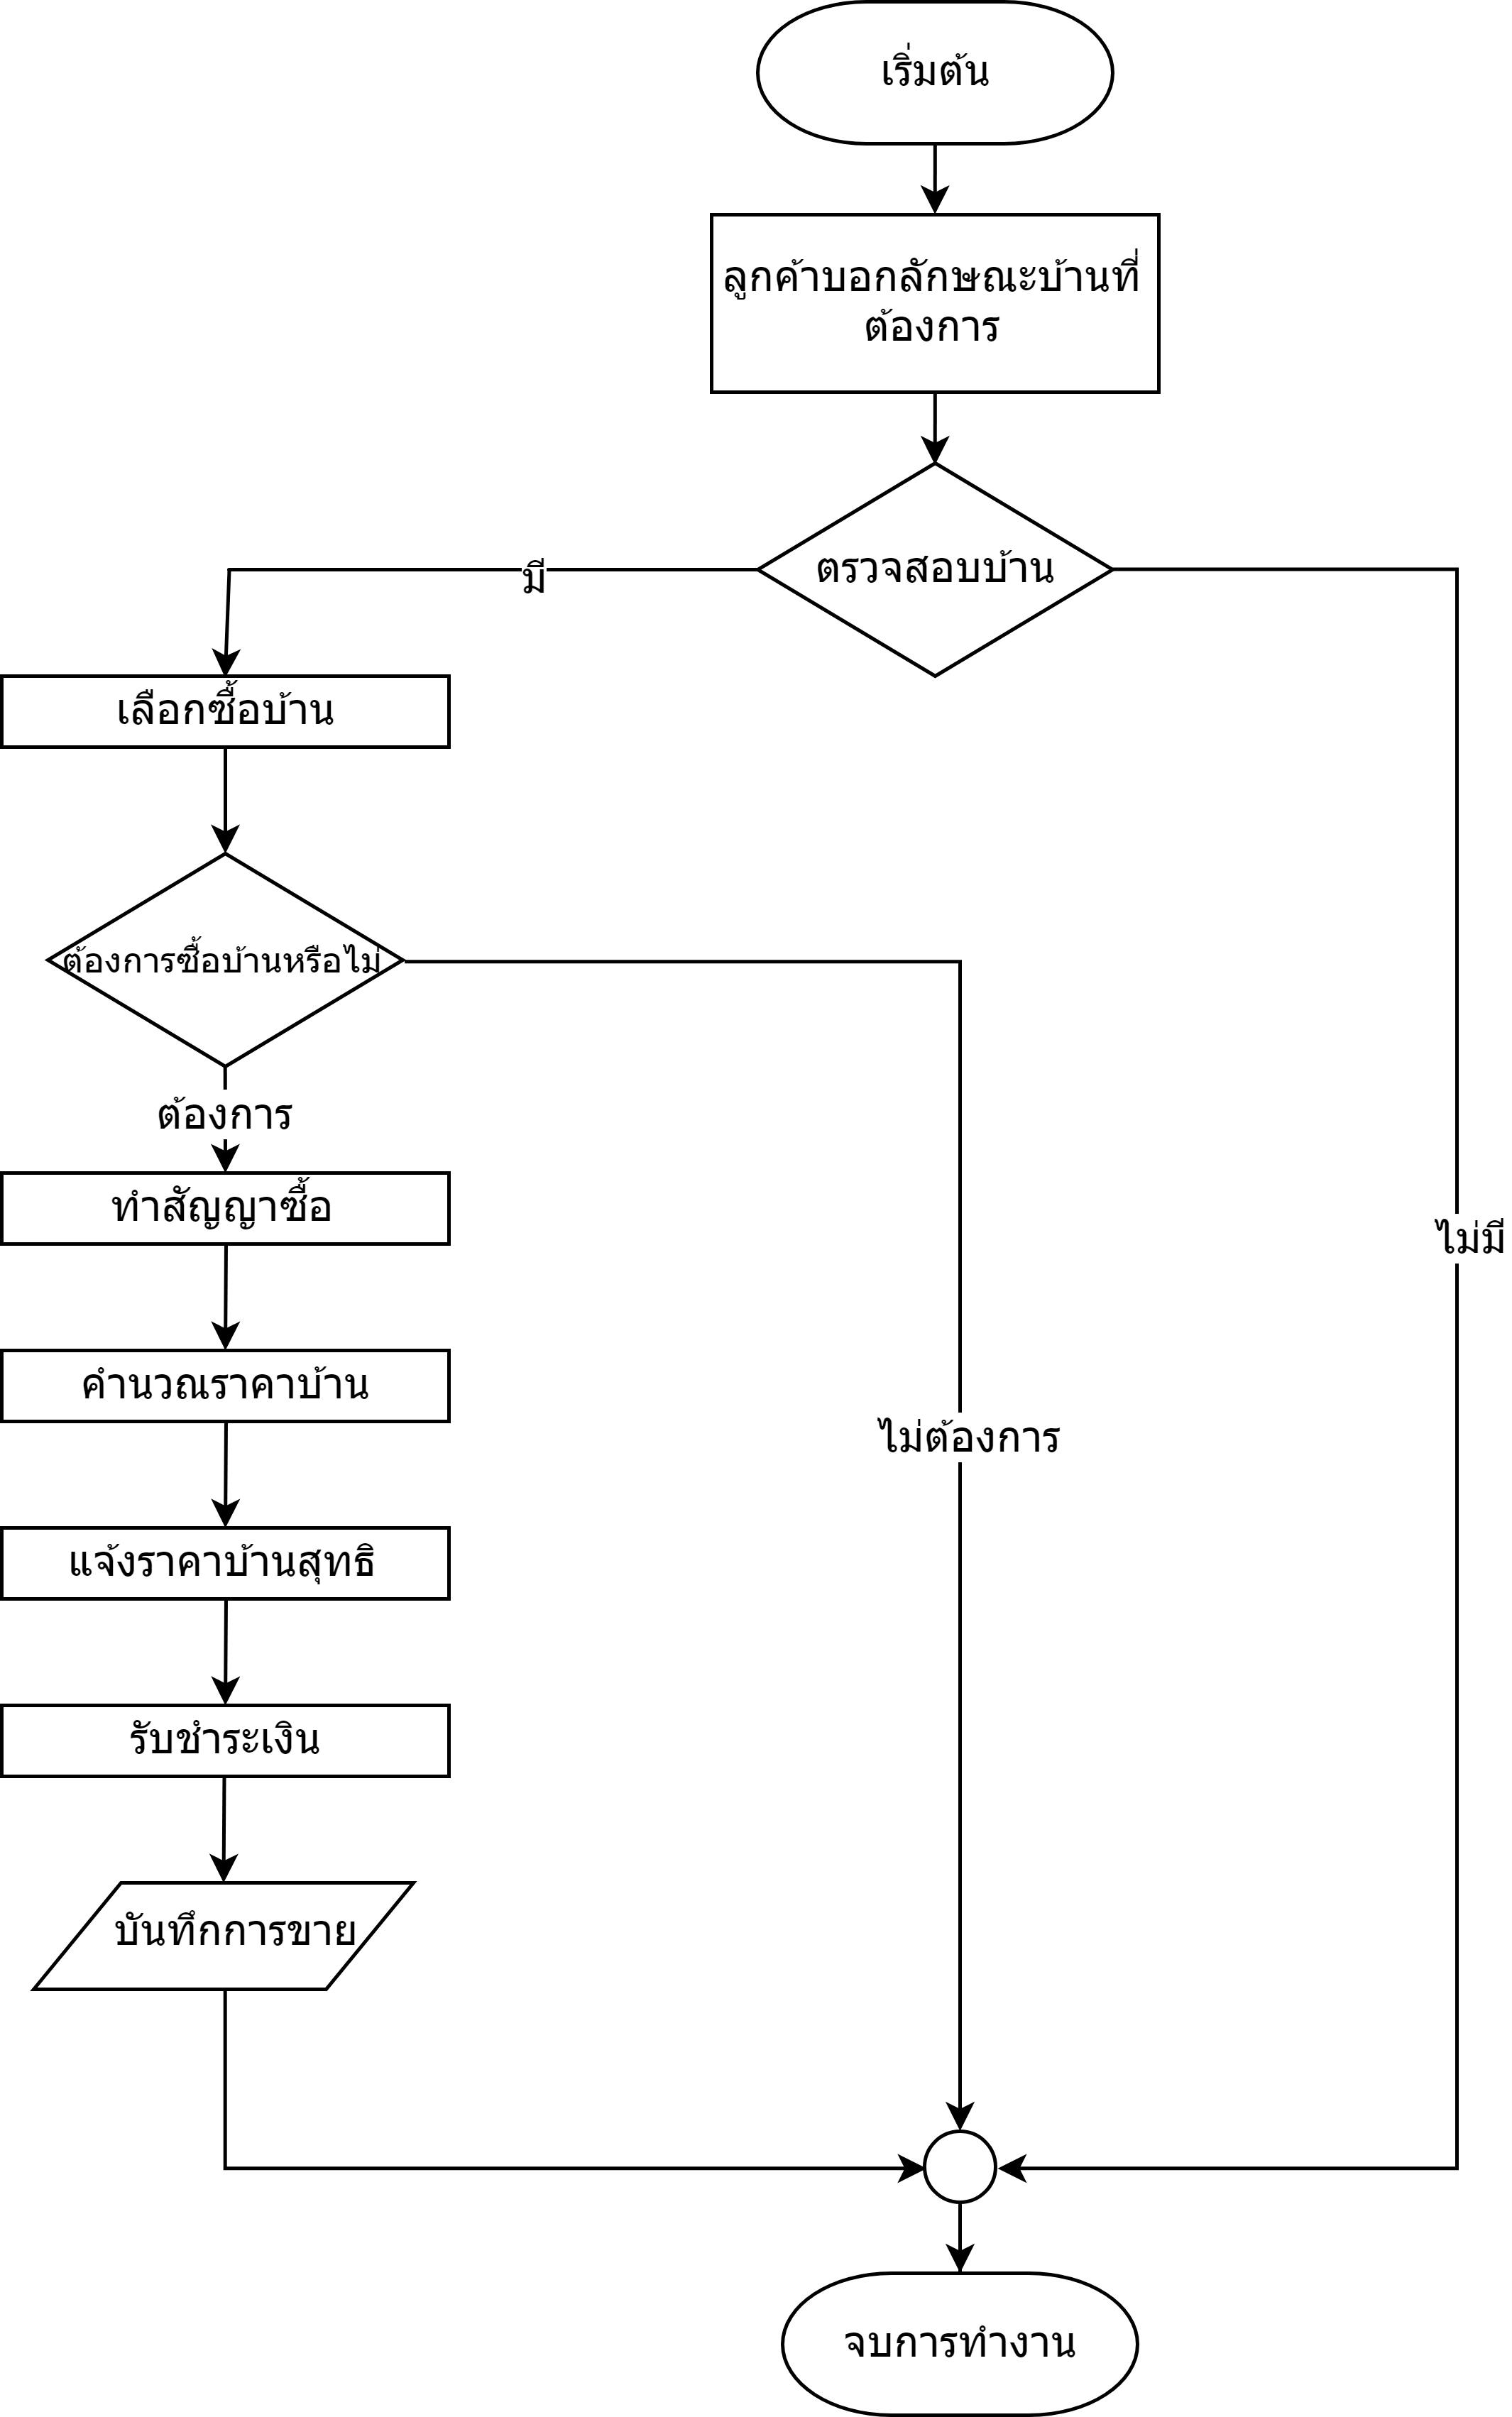 เริ่มต้น
ลูกค้าบอกลักษณะบ้านที่
ต้องการ
ตรวจสอบบ้าน
มี
เลือกซื้อบ้าน
ต้องการซื้อบ้านหรือไม่
ต้องการ
ทำสัญญาซื้อ
ไม่มี
คำนวณราคาบ้าน
ไม่ต้องการ
แจ้งราคาบ้านสุทธิ
รับชำระเงิน
บันทึกการขาย
จบการทำงาน